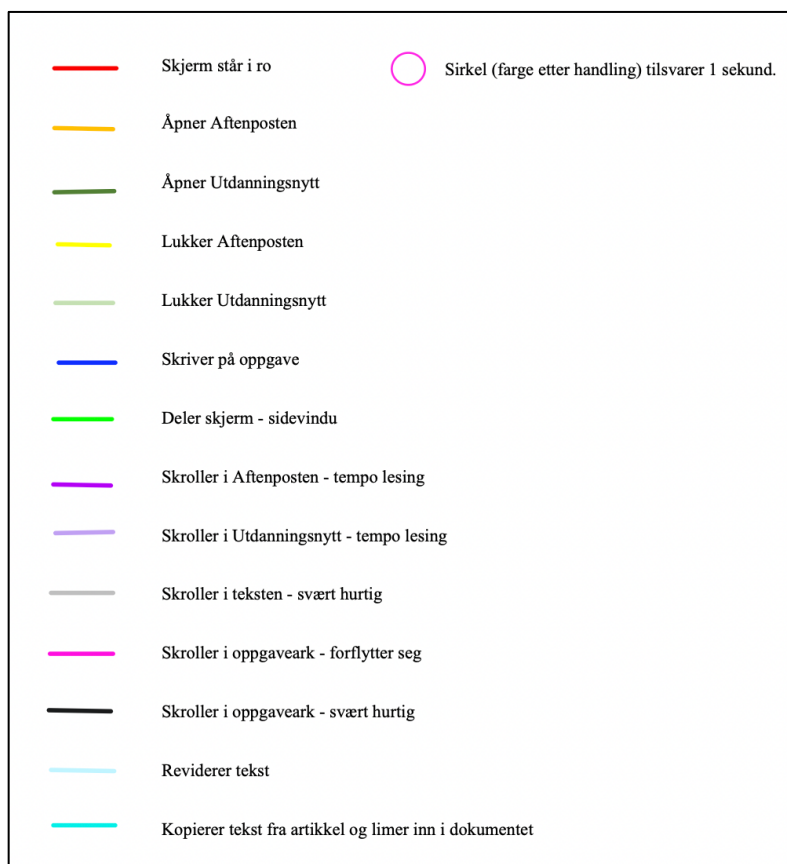 Skjerm står i ro
Sirkel (farge etter handling) tilsvarer 1 sekund.
Åpner Aftenposten
Åpner Utdanningsnytt
Lukker Aftenposten
Lukker Utdanningsnytt
Skriver på oppgave
Deler skjerm - sidevindu
Skroller i Aftenposten - tempo lesing
Skroller i Utdanningsnytt - tempo lesing
Skroller i teksten - svært hurtig
Skroller i oppgaveark - forflytter seg
Skroller i oppgaveark - svært hurtig
Reviderer tekst
Kopierer tekst fra artikkel og limer inn i dokumentet